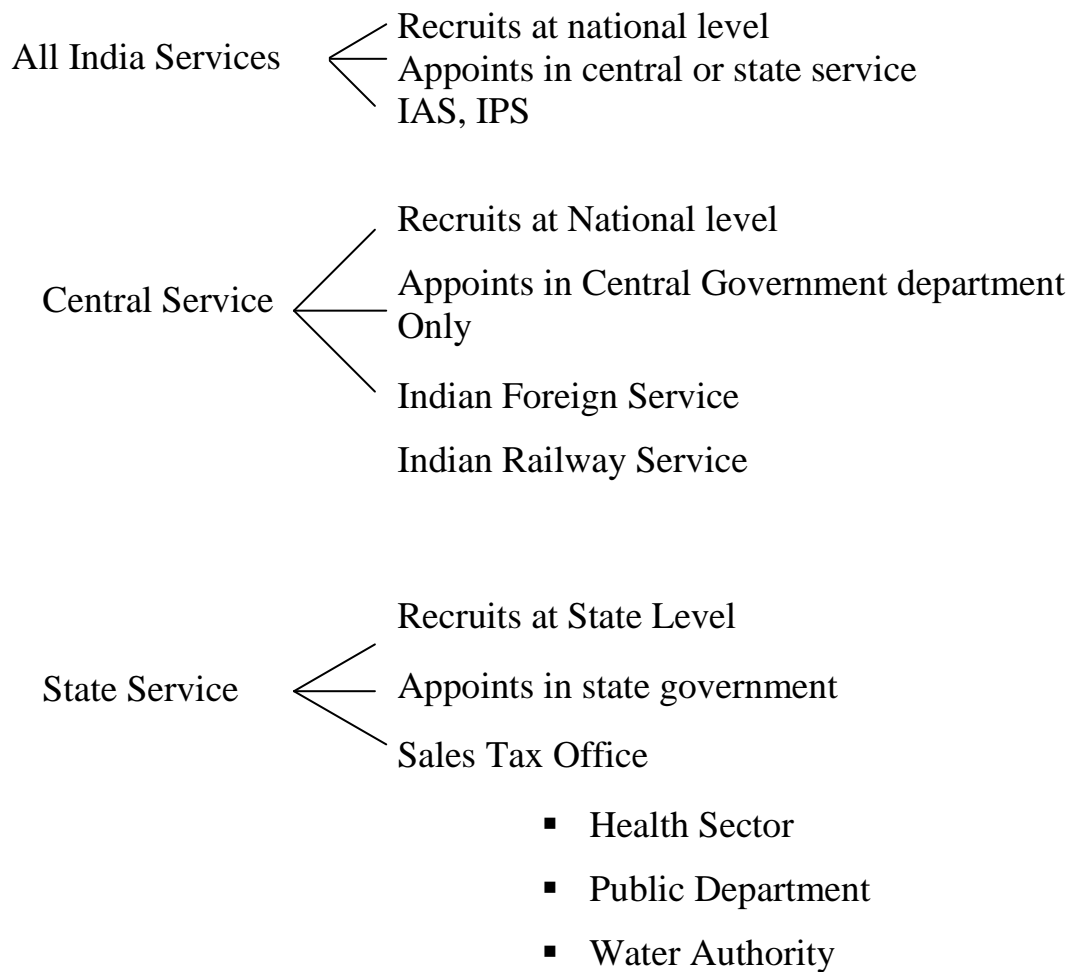 All India Services
Recruits at national level
Appoints in central or state service
IAS, IPS
Central Service
Recruits at National level
Appoints in Central Government department
Only
Indian Foreign Service
Indian Railway Service
State Service
Recruits at State Level
Appoints in state government
Sales Tax Office
▪ Health Sector
▪ Public Department
▪ Water Authority